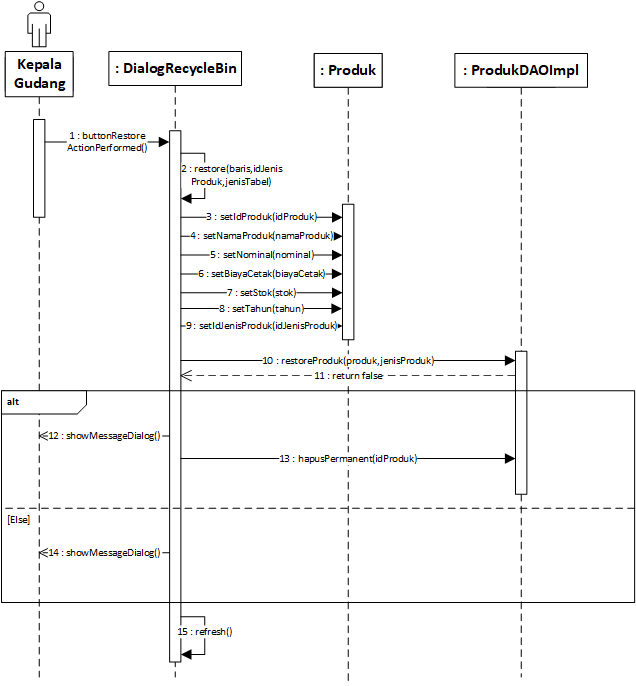 Kepala
Gudang
: DialogRecycleBin
: Produk
: ProdukDAOImpl
1 : buttonRestore
ActionPerformed()
2 : restore(baris,idJenis
Produk,jenisTabel)
3 : setIdProduk(idProduk)
4 : setNamaProduk(namaProduk)
5 : setNominal(nominal)
6 : setBiayaCetak(biayaCetak)
7 : setStok(stok)
8 : setTahun(tahun)
9 : setIdJenisProduk(idJenisProduk)
10 : restoreProduk(produk,jenisProduk)
11 : return false
alt
12 : showMessageDialog()
13 : hapusPermanent(idProduk)
[Else]
14 : showMessageDialog()
15 : refresh()